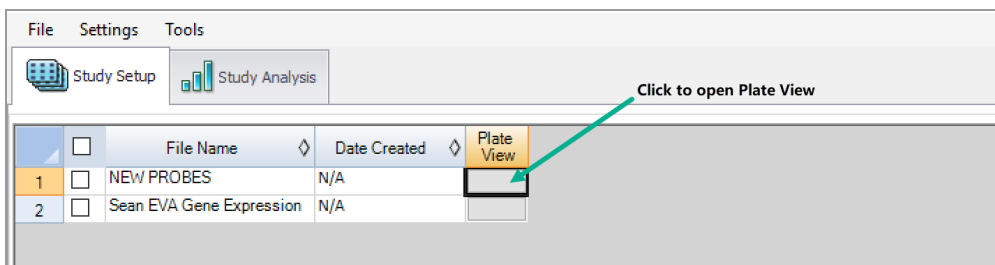 File Settings Tools
Study Setup Study Analysis
Click to open Plate View
File Name Date Created Plate View
1 NEW PROBES N/A
2 Sean EVA Gene Expression N/A